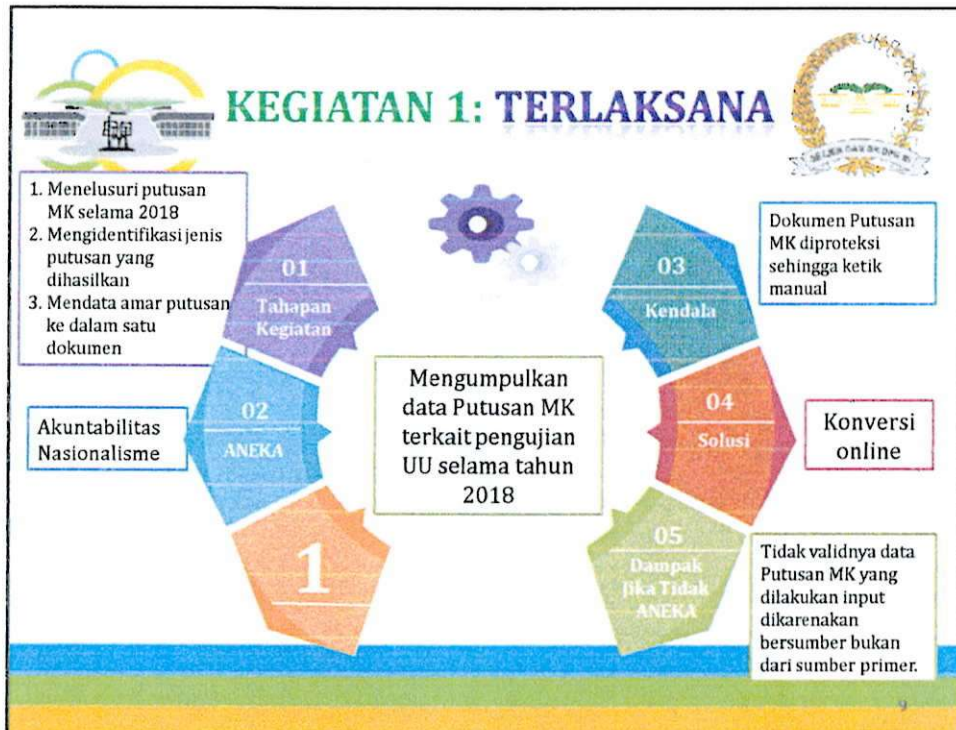 KEGIATAN 1: TERLAKSANA
1. Menelusuri putusan
MK selama 2018
2. Mengidentifikasi jenis
putusan yang
dihasilkan
3. Mendata amar putusan
ke dalam satu
dokumen
01
Tahapan
Kegiatan
02
ANEKA
Akuntabilitas
Nasionalisme
1
Mengumpulkan
data Putusan MK
terkait pengujian
UU selama tahun
2018
03
Kendala
Dokumen Putusan
MK diproteksi
sehingga ketik
manual
04
Solusi
Konversi
online
05
Dampak
Jika Tidak
ANEKA
Tidak validnya data
Putusan MK yang
dilakukan input
dikarenakan
bersumber bukan
dari sumber primer.
9